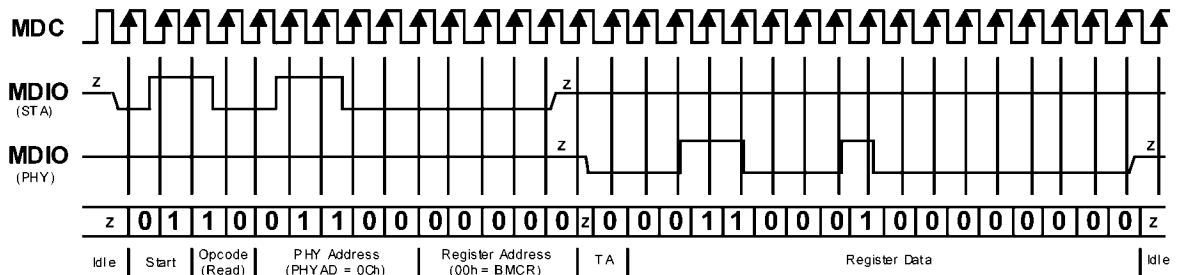 MDC
z z
MDIO
(STA)
MDIO z z
(PHY)
z 0 1 1 0 0 1 1 0 0 0 0 0 0 0 z 0 0 0 1 1 0 0 0 1 0 0 0 0 0 0 0 0 z
Idle Start Opcode PHY Address Register Address TA Register Data Idle
(Read) (PHYAD = 0Ch) (00h = BMCR)